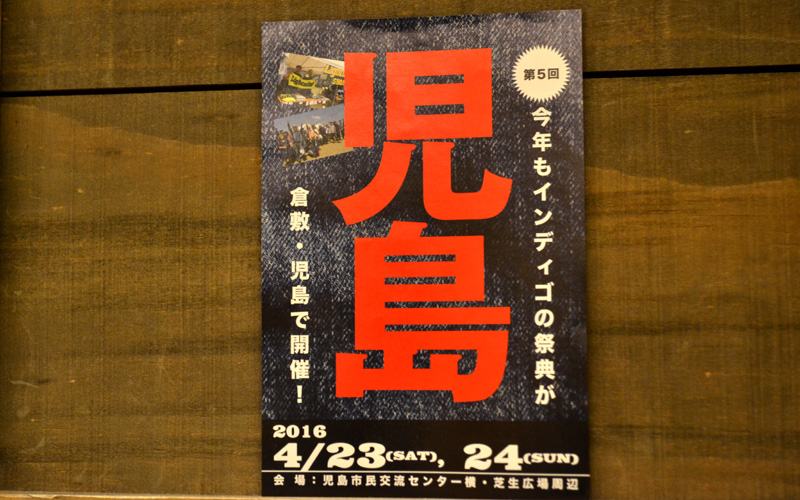 第5回
今年もインディゴの祭典が
児島
倉敷・児島で開催！
2016
4/23(SAT), 24(SUN)
会 場：児島市民交流センター横・芝生広場周辺